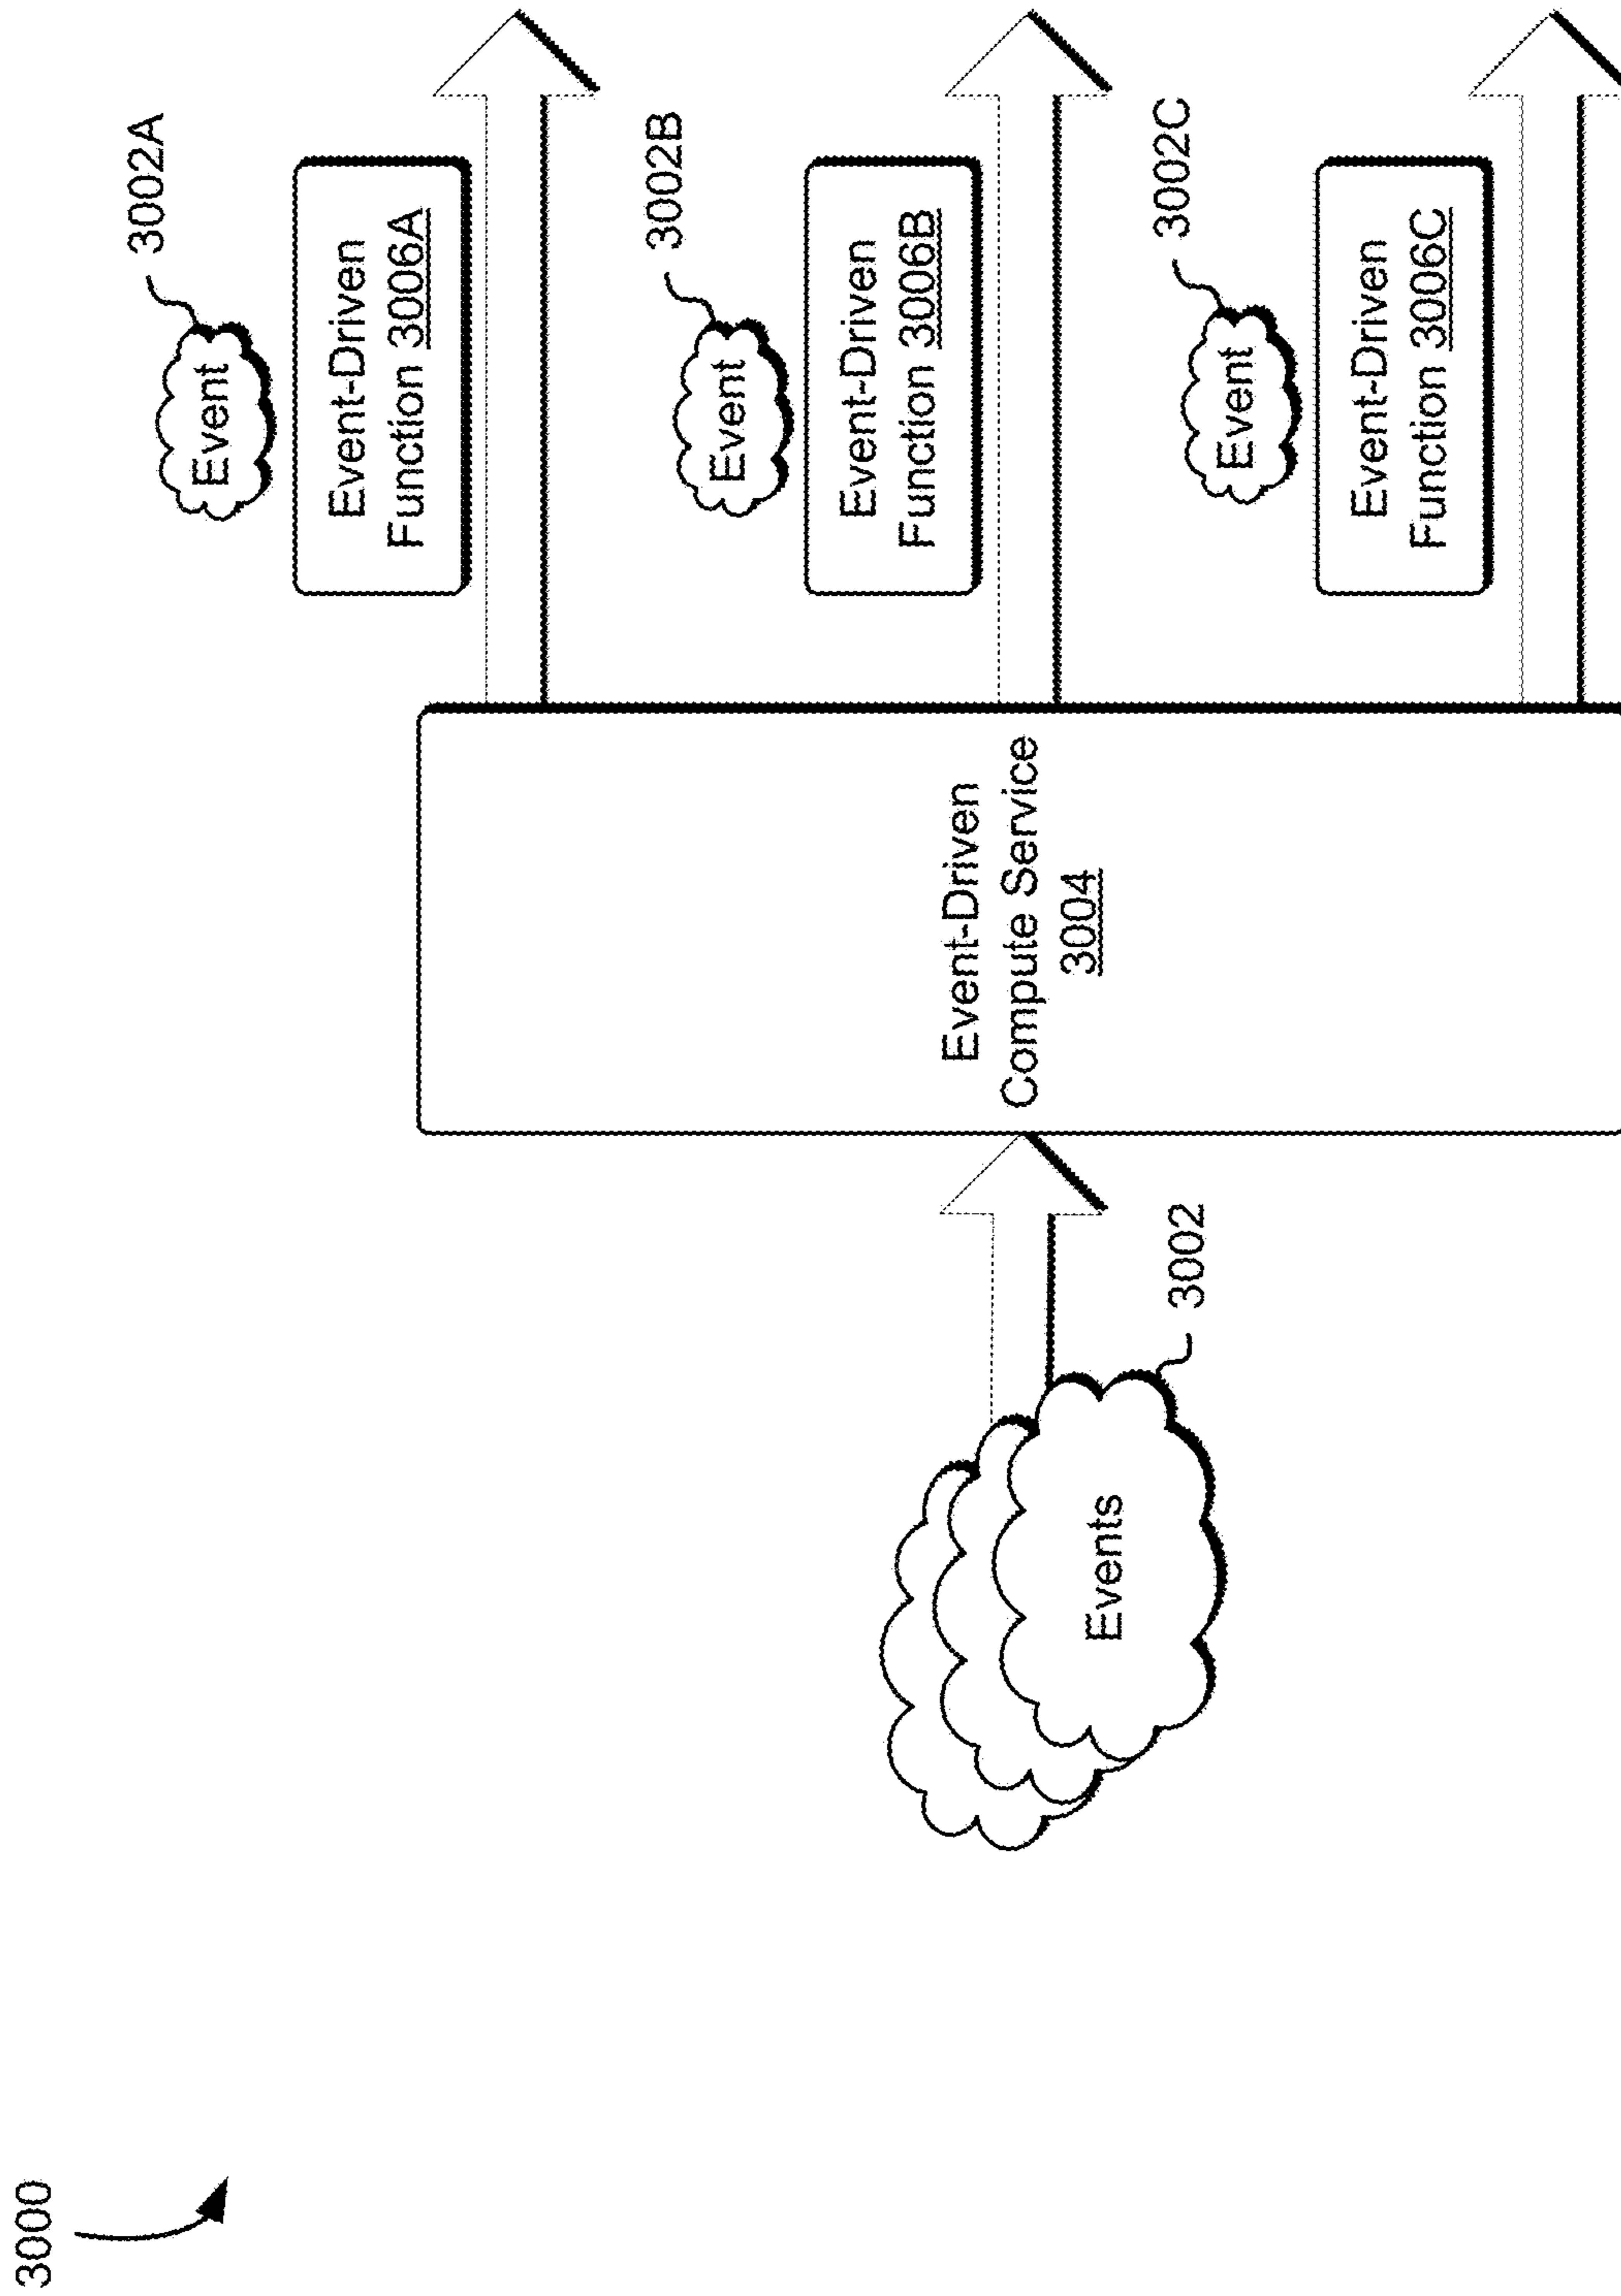 3000
Events
3002
Event-Driven
Compute Service
3004
3002A
Event
Event-Driven
Function 3006A
3002B
Event
Event-Driven
Function 3006B
3002C
Event
Event-Driven
Function 3006C